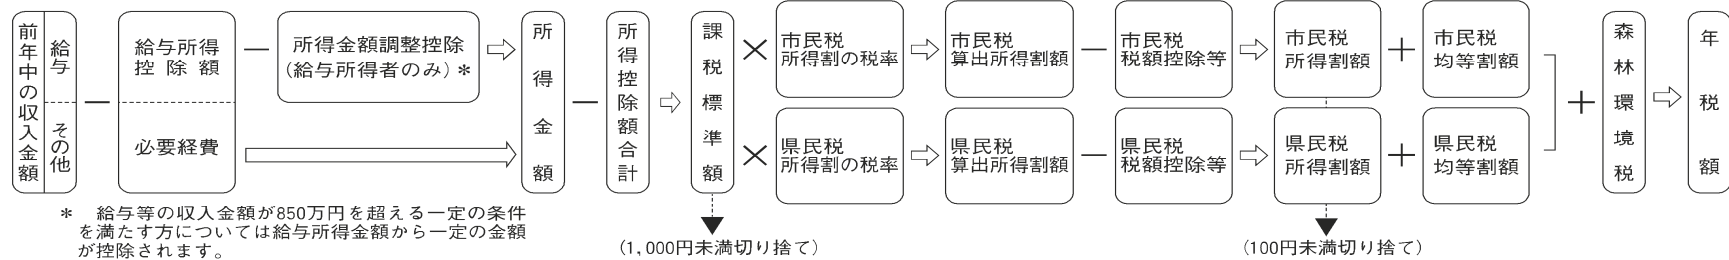 前年中の収入金額
給与
その他
－
給与所得
控除額
必要経費
－
所得金額調整控除
(給与所得者のみ)＊
⇨
所得金額
－
所得控除額合計
⇨
課税標準額
×
市民税
所得割の税率
⇨
市民税
算出所得割額
－
市民税
税額控除等
⇨
市民税
所得割額
＋
市民税
均等割額
×
県民税
所得割の税率
⇨
県民税
算出所得割額
－
県民税
税額控除等
⇨
県民税
所得割額
＋
県民税
均等割額
＋
森林環境税
⇨
年税額
＊　給与等の収入金額が850万円を超える一定の条件
を満たす方については給与所得金額から一定の金額
が控除されます。
(1,000円未満切り捨て)
(100円未満切り捨て)